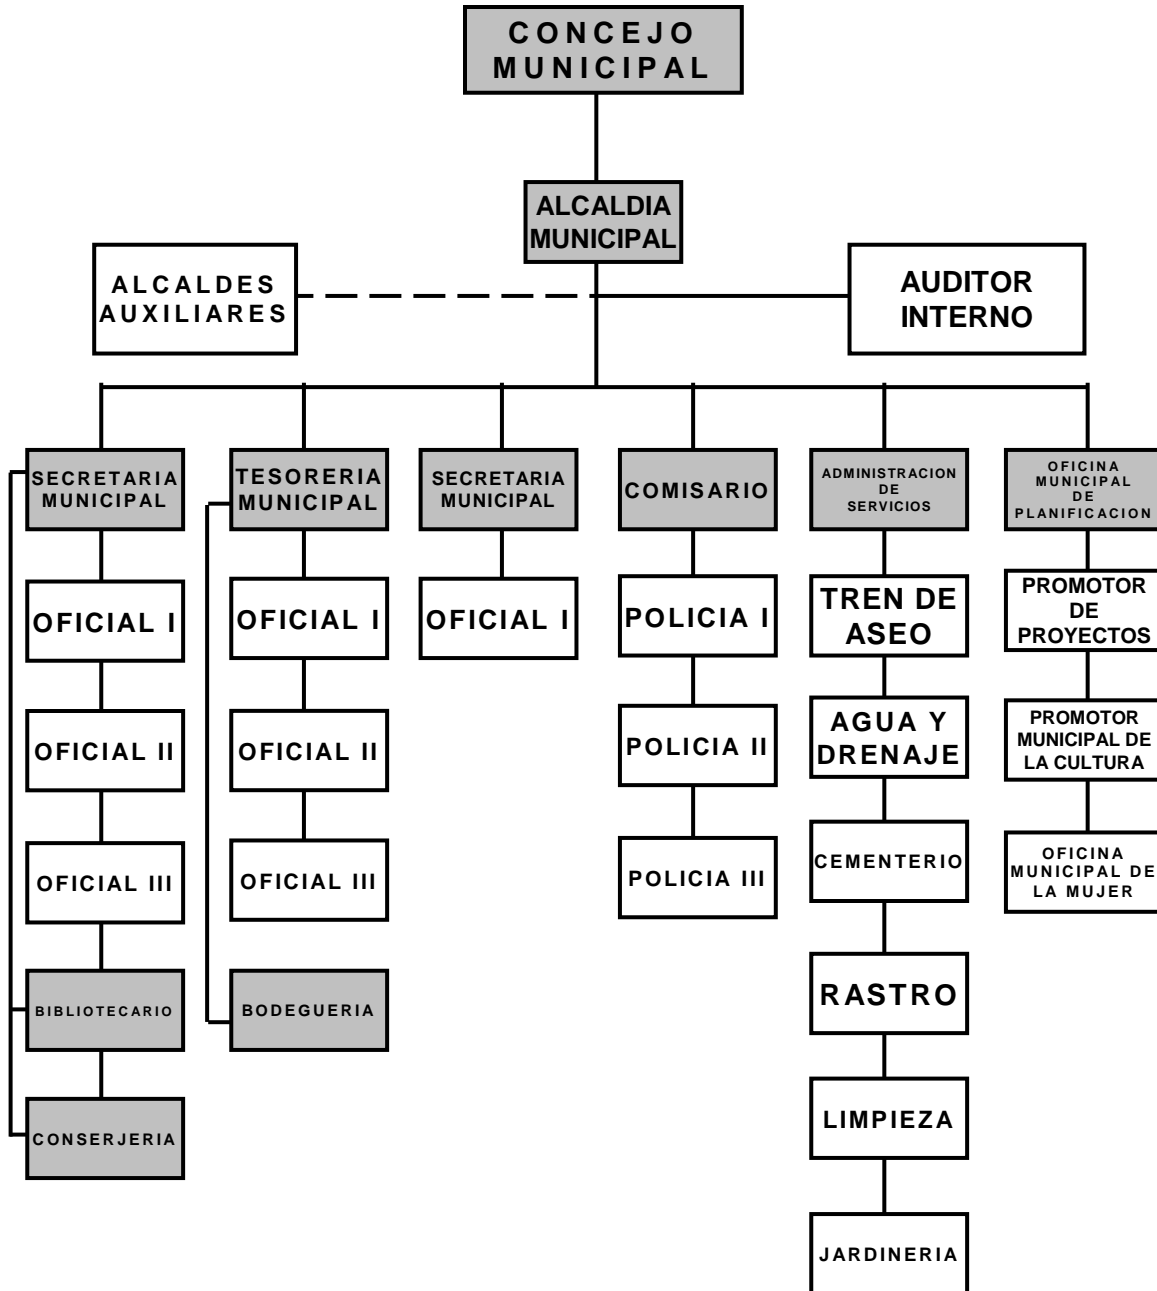 CONCEJO
MUNICIPAL
ALCALDIA
MUNICIPAL
ALCALDES
AUXILIARES
AUDITOR
INTERNO
SECRETARIA
MUNICIPAL
TESORERIA
MUNICIPAL
SECRETARIA
MUNICIPAL
COMISARIO
ADMINISTRACION
DE
SERVICIOS
OFICINA
MUNICIPAL
DE
PLANIFICACION
OFICIAL I
OFICIAL I
OFICIAL I
POLICIA I
TREN DE
ASEO
PROMOTOR
DE
PROYECTOS
OFICIAL II
OFICIAL II
POLICIA II
AGUA Y
DRENAJE
PROMOTOR
MUNICIPAL DE
LA CULTURA
OFICIAL III
OFICIAL III
POLICIA III
CEMENTERIO
OFICINA
MUNICIPAL DE
LA MUJER
BIBLIOTECARIO
BODEGUERIA
RASTRO
CONSERJERIA
LIMPIEZA
JARDINERIA